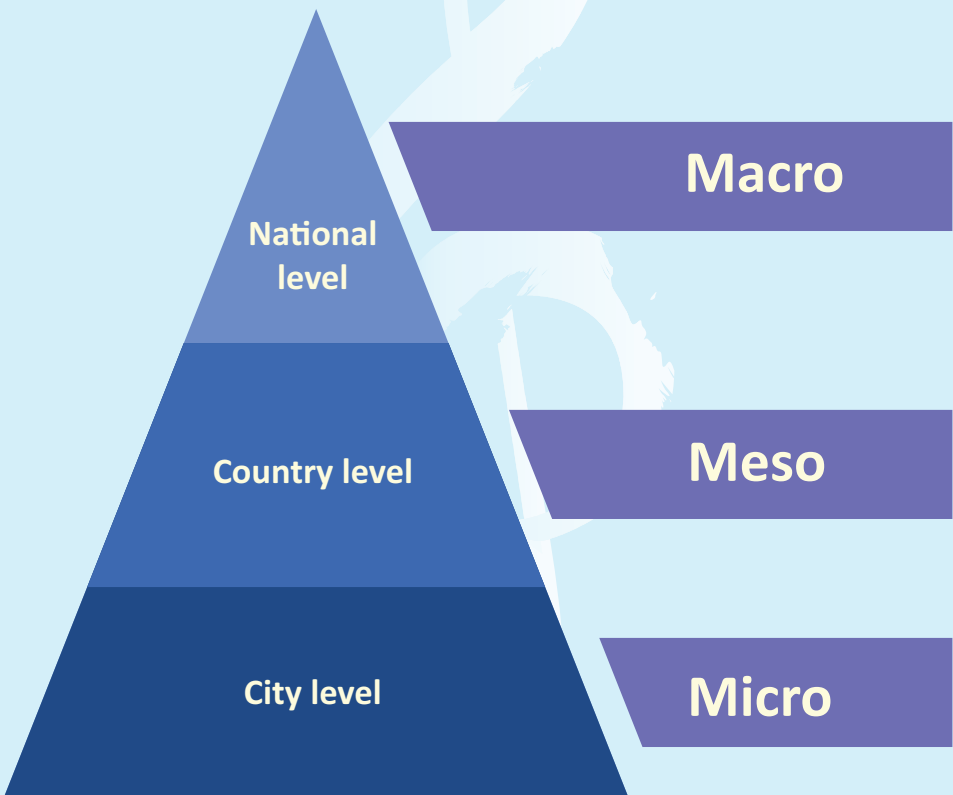 Macro
National
level
Meso
Country level
City level
Micro